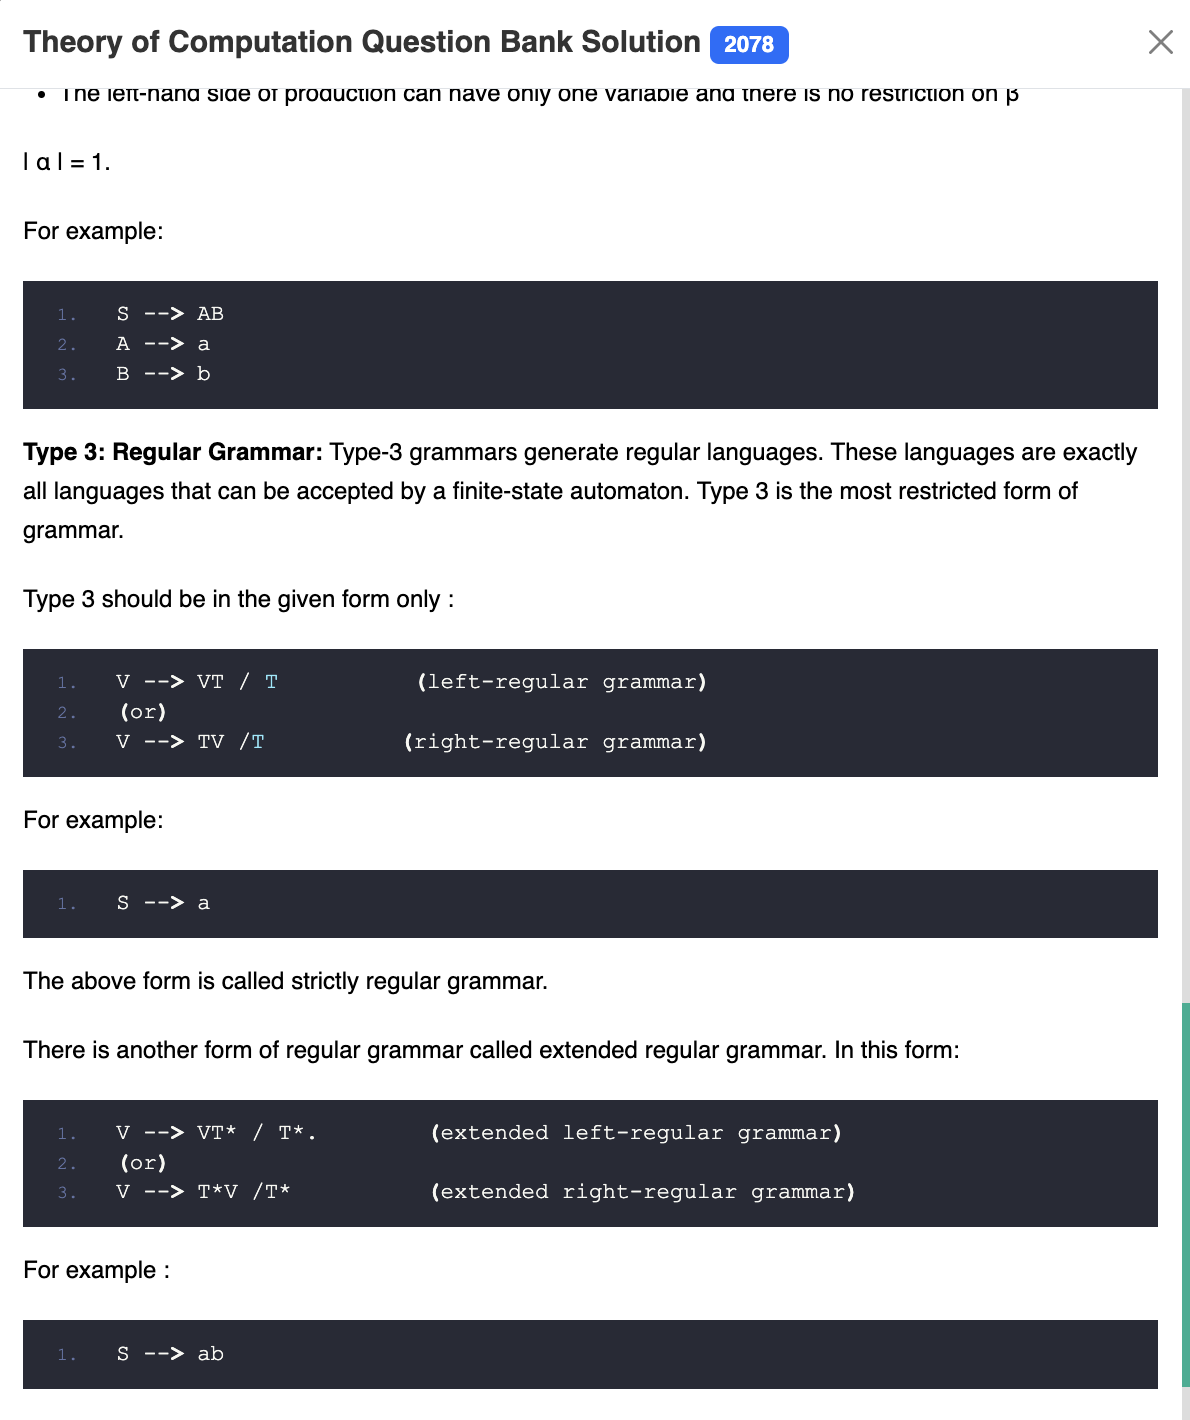 Theory of Computation Question Bank Solution 2078
• The left-hand side of production can have only one variable and there is no restriction on β
| α | = 1.
For example:
1. S --> AB
2. A --> a
3. B --> b
Type 3: Regular Grammar: Type-3 grammars generate regular languages. These languages are exactly
all languages that can be accepted by a finite-state automaton. Type 3 is the most restricted form of
grammar.
Type 3 should be in the given form only :
1. V --> VT / T (left-regular grammar)
2. (or)
3. V --> TV /T (right-regular grammar)
For example:
1. S --> a
The above form is called strictly regular grammar.
There is another form of regular grammar called extended regular grammar. In this form:
1. V --> VT* / T*. (extended left-regular grammar)
2. (or)
3. V --> T*V /T* (extended right-regular grammar)
For example :
1. S --> ab